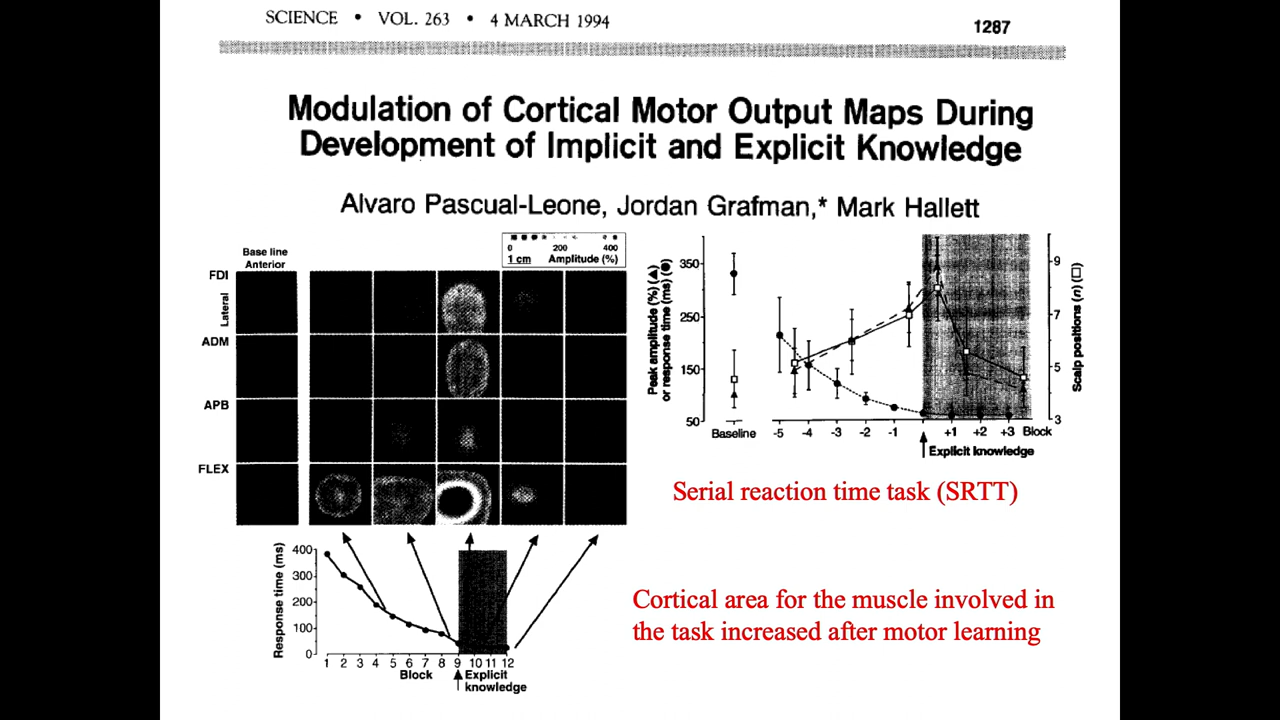 SCIENCE • VOL. 263 • 4 MARCH 1994
1287
Modulation of Cortical Motor Output Maps During
Development of Implicit and Explicit Knowledge
Alvaro Pascual-Leone, Jordan Grafman,* Mark Hallett
Base line
Anterior
0 200 400
1 cm Amplitude (%)
FDI
Lateral
ADM
APB
FLEX
Response time (ms)
400
300
200
100
0
1 2 3 4 5 6 7 8 9 10 11 12
Block
Explicit
knowledge
Peak amplitude (%) (▲)
or response time (ms) (●)
350
250
150
50
9
7
5
3
Scalp positions (n) (□)
Baseline -5 -4 -3 -2 -1 +1 +2 +3 Block
Explicit knowledge
Serial reaction time task (SRTT)
Cortical area for the muscle involved in
the task increased after motor learning